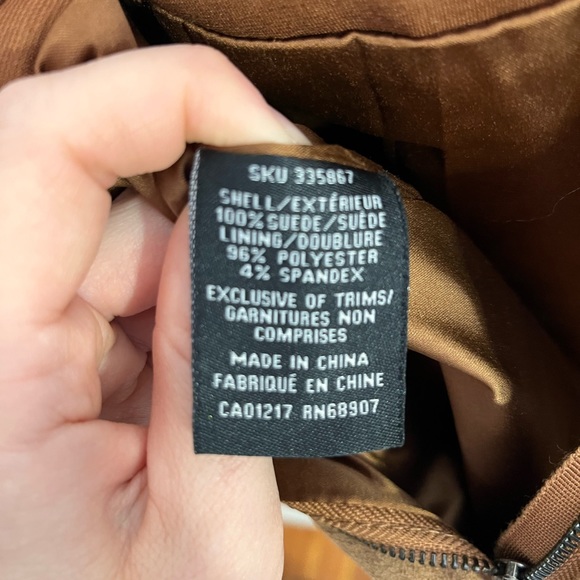 SKU 335867
SHELL/EXTÉRIEUR
100% SUEDE/SUÈDE
LINING/DOUBLURE
96% POLYESTER
4% SPANDEX
EXCLUSIVE OF TRIMS/
GARNITURES NON
COMPRISES
MADE IN CHINA
FABRIQUÉ EN CHINE
CA01217 RN68907